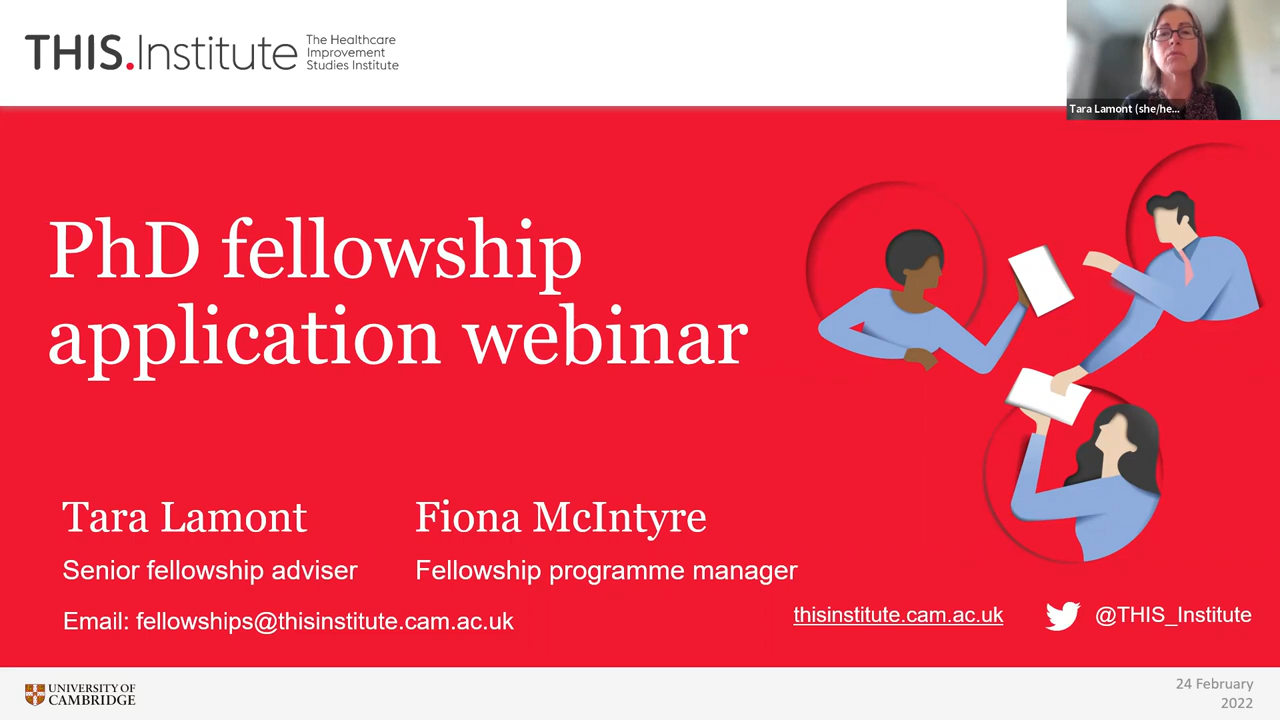 THIS.Institute
The Healthcare
Improvement
Studies Institute
Tara Lamont (she/he...
PhD fellowship
application webinar
Tara Lamont
Senior fellowship adviser
Fiona McIntyre
Fellowship programme manager
Email: fellowships@thisinstitute.cam.ac.uk
thisinstitute.cam.ac.uk
@THIS_Institute
UNIVERSITY OF
CAMBRIDGE
24 February
2022